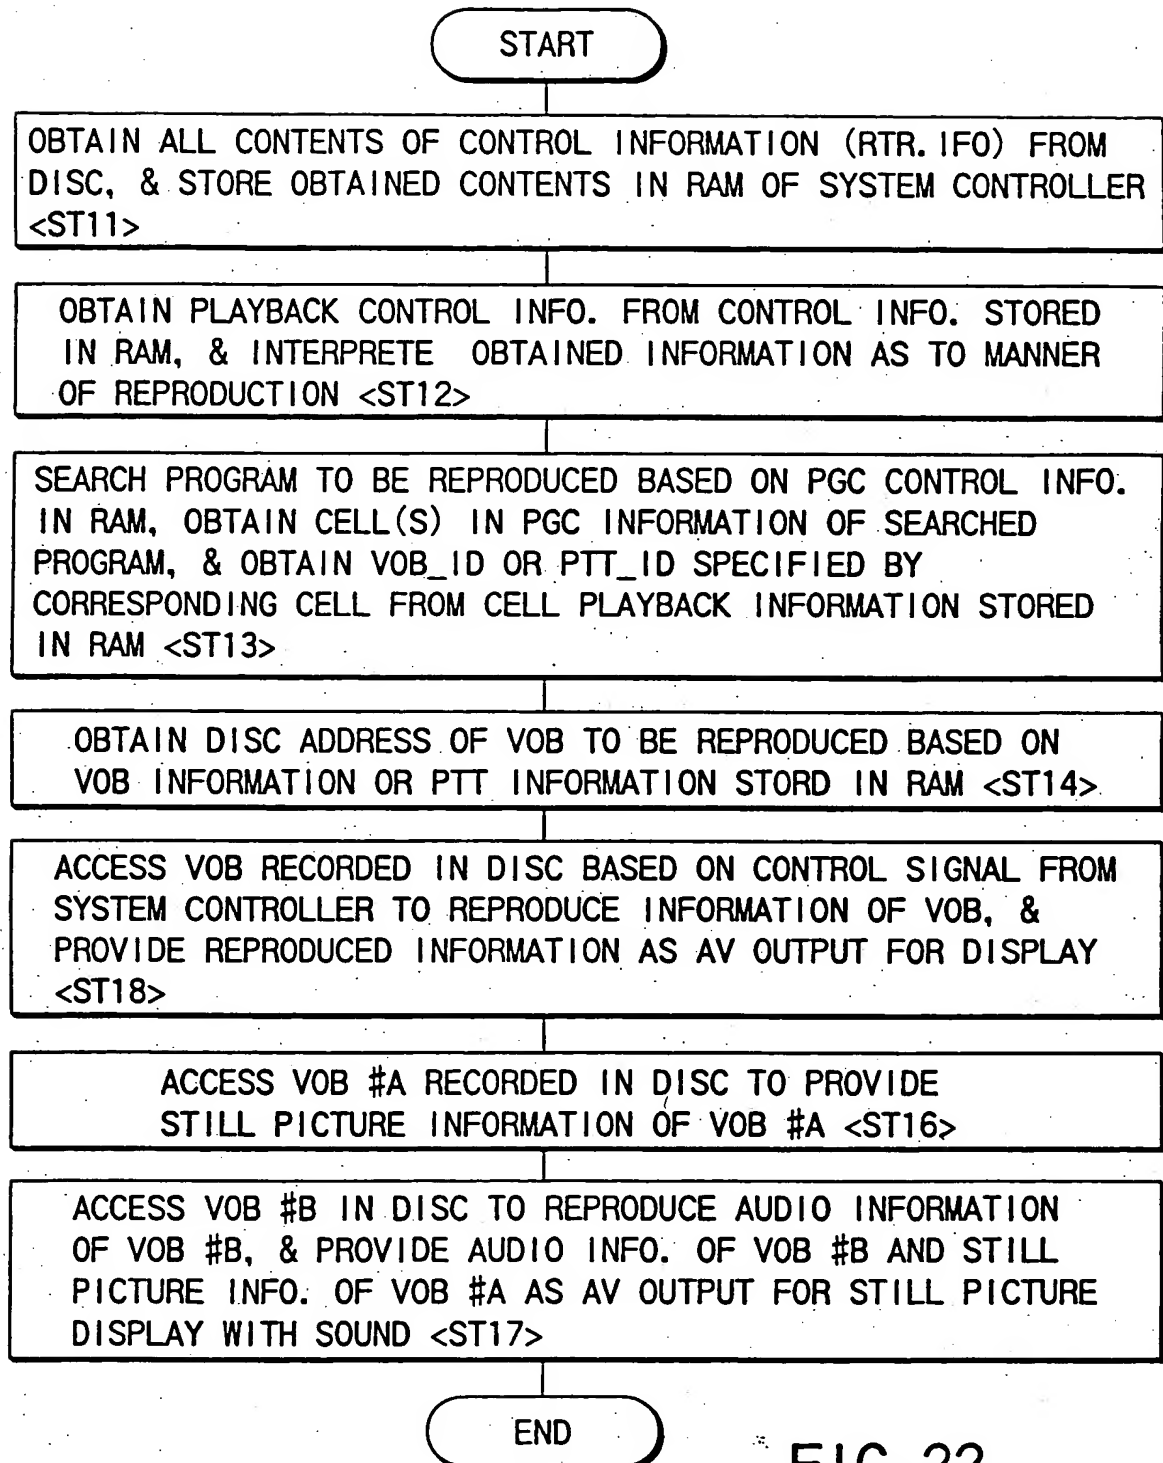 START
OBTAIN ALL CONTENTS OF CONTROL INFORMATION (RTR.IFO) FROM
DISC, & STORE OBTAINED CONTENTS IN RAM OF SYSTEM CONTROLLER
<ST11>
OBTAIN PLAYBACK CONTROL INFO. FROM CONTROL INFO. STORED
IN RAM, & INTERPRETE OBTAINED INFORMATION AS TO MANNER
OF REPRODUCTION <ST12>
SEARCH PROGRAM TO BE REPRODUCED BASED ON PGC CONTROL INFO.
IN RAM, OBTAIN CELL(S) IN PGC INFORMATION OF SEARCHED
PROGRAM, & OBTAIN VOB_ID OR PTT_ID SPECIFIED BY
CORRESPONDING CELL FROM CELL PLAYBACK INFORMATION STORED
IN RAM <ST13>
OBTAIN DISC ADDRESS OF VOB TO BE REPRODUCED BASED ON
VOB INFORMATION OR PTT INFORMATION STORD IN RAM <ST14>
ACCESS VOB RECORDED IN DISC BASED ON CONTROL SIGNAL FROM
SYSTEM CONTROLLER TO REPRODUCE INFORMATION OF VOB, &
PROVIDE REPRODUCED INFORMATION AS AV OUTPUT FOR DISPLAY
<ST18>
ACCESS VOB #A RECORDED IN DISC TO PROVIDE
STILL PICTURE INFORMATION OF VOB #A <ST16>
ACCESS VOB #B IN DISC TO REPRODUCE AUDIO INFORMATION
OF VOB #B, & PROVIDE AUDIO INFO. OF VOB #B AND STILL
PICTURE INFO. OF VOB #A AS AV OUTPUT FOR STILL PICTURE
DISPLAY WITH SOUND <ST17>
END